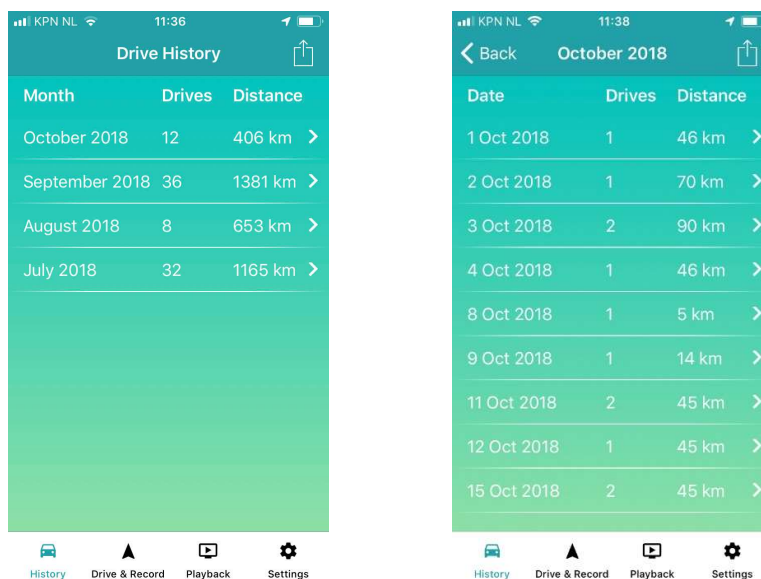 KPN NL 11:36
Drive History
Month Drives Distance
October 2018 12 406 km
September 2018 36 1381 km
August 2018 8 653 km
July 2018 32 1165 km
History Drive & Record Playback Settings
KPN NL 11:38
Back October 2018
Date Drives Distance
1 Oct 2018 1 46 km
2 Oct 2018 1 70 km
3 Oct 2018 2 90 km
4 Oct 2018 1 46 km
8 Oct 2018 1 5 km
9 Oct 2018 1 14 km
11 Oct 2018 2 45 km
12 Oct 2018 1 45 km
15 Oct 2018 2 45 km
History Drive & Record Playback Settings